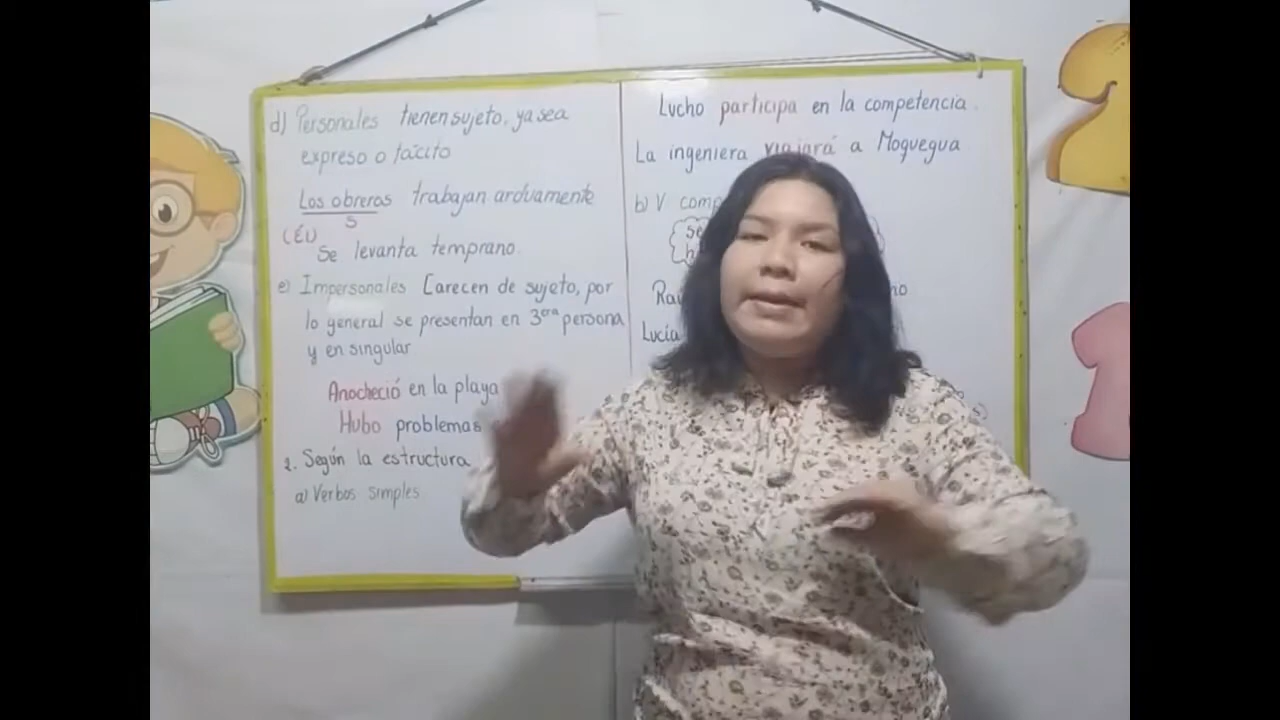 d) Personales tienen sujeto, ya sea
expreso o tácito
Los obreros trabajan arduamente
S
(Él)
Se levanta temprano
e) Impersonales Carecen de sujeto, por
lo general se presentan en 3era persona
y en singular
Anocheció en la playa
Hubo problemas
2. Según la estructura
a) Verbos simples
Lucho participa en la competencia.
La ingeniera viajará a Moquegua
b) V
Lucía